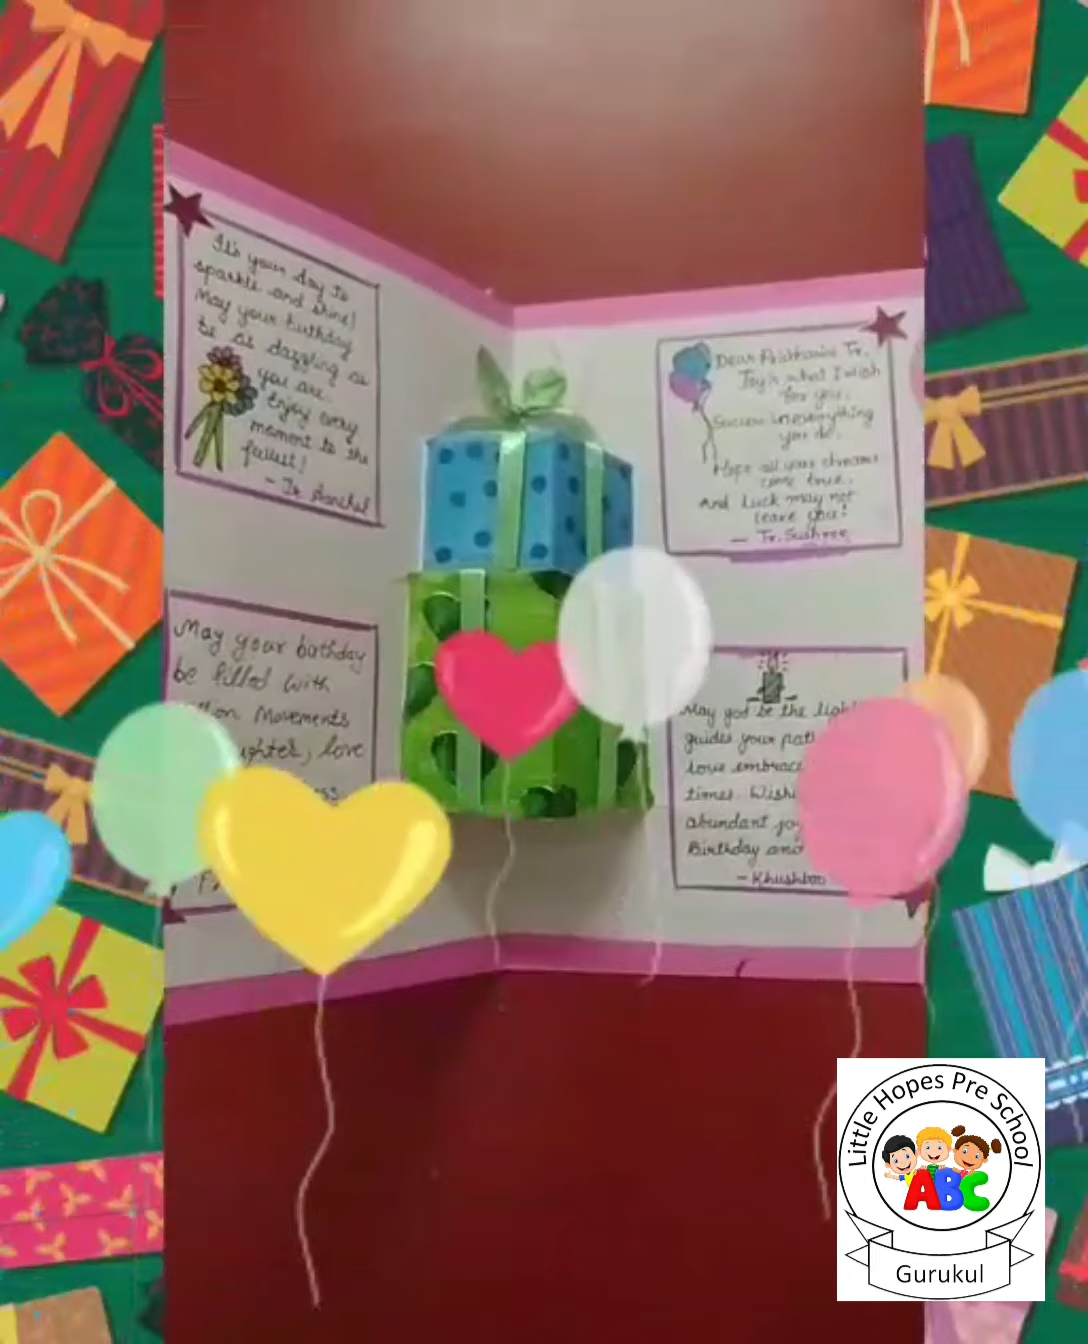 It's your day to
sparkle and shine!
May your birthday
be as dazzling as
you are.
Enjoy every
moment to the
fullest!
- Tr.
Dear Tr.
Joy is what I wish
for you.
Success in everything
you do.
Hope all your dreams
come true.
And Luck may not
leave you!
- Tr. Sushree
May your birthday
be filled with
Movements
love
May god be the
guides your
love embrace
times.
abundant
Birthday and
- Khushboo
Little Hopes Pre School
ABC
Gurukul